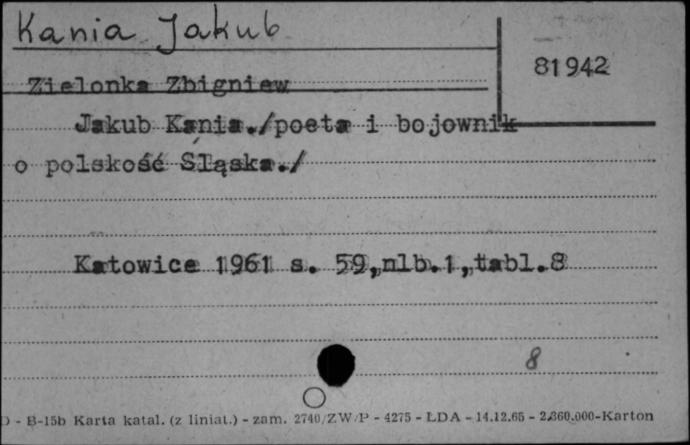 Kania Jakub
81942
Zielonka Zbigniew
Jakub Kania./poeta i bojownik
o polskość Śląska./
Katowice 1961 s. 59,nlb.1,tabl.8
8
D - B-15b Karta katal. (z liniat.) - zam. 2740/ZW/P - 4275 - LDA - 14.12.65 - 2.860.000-Karton